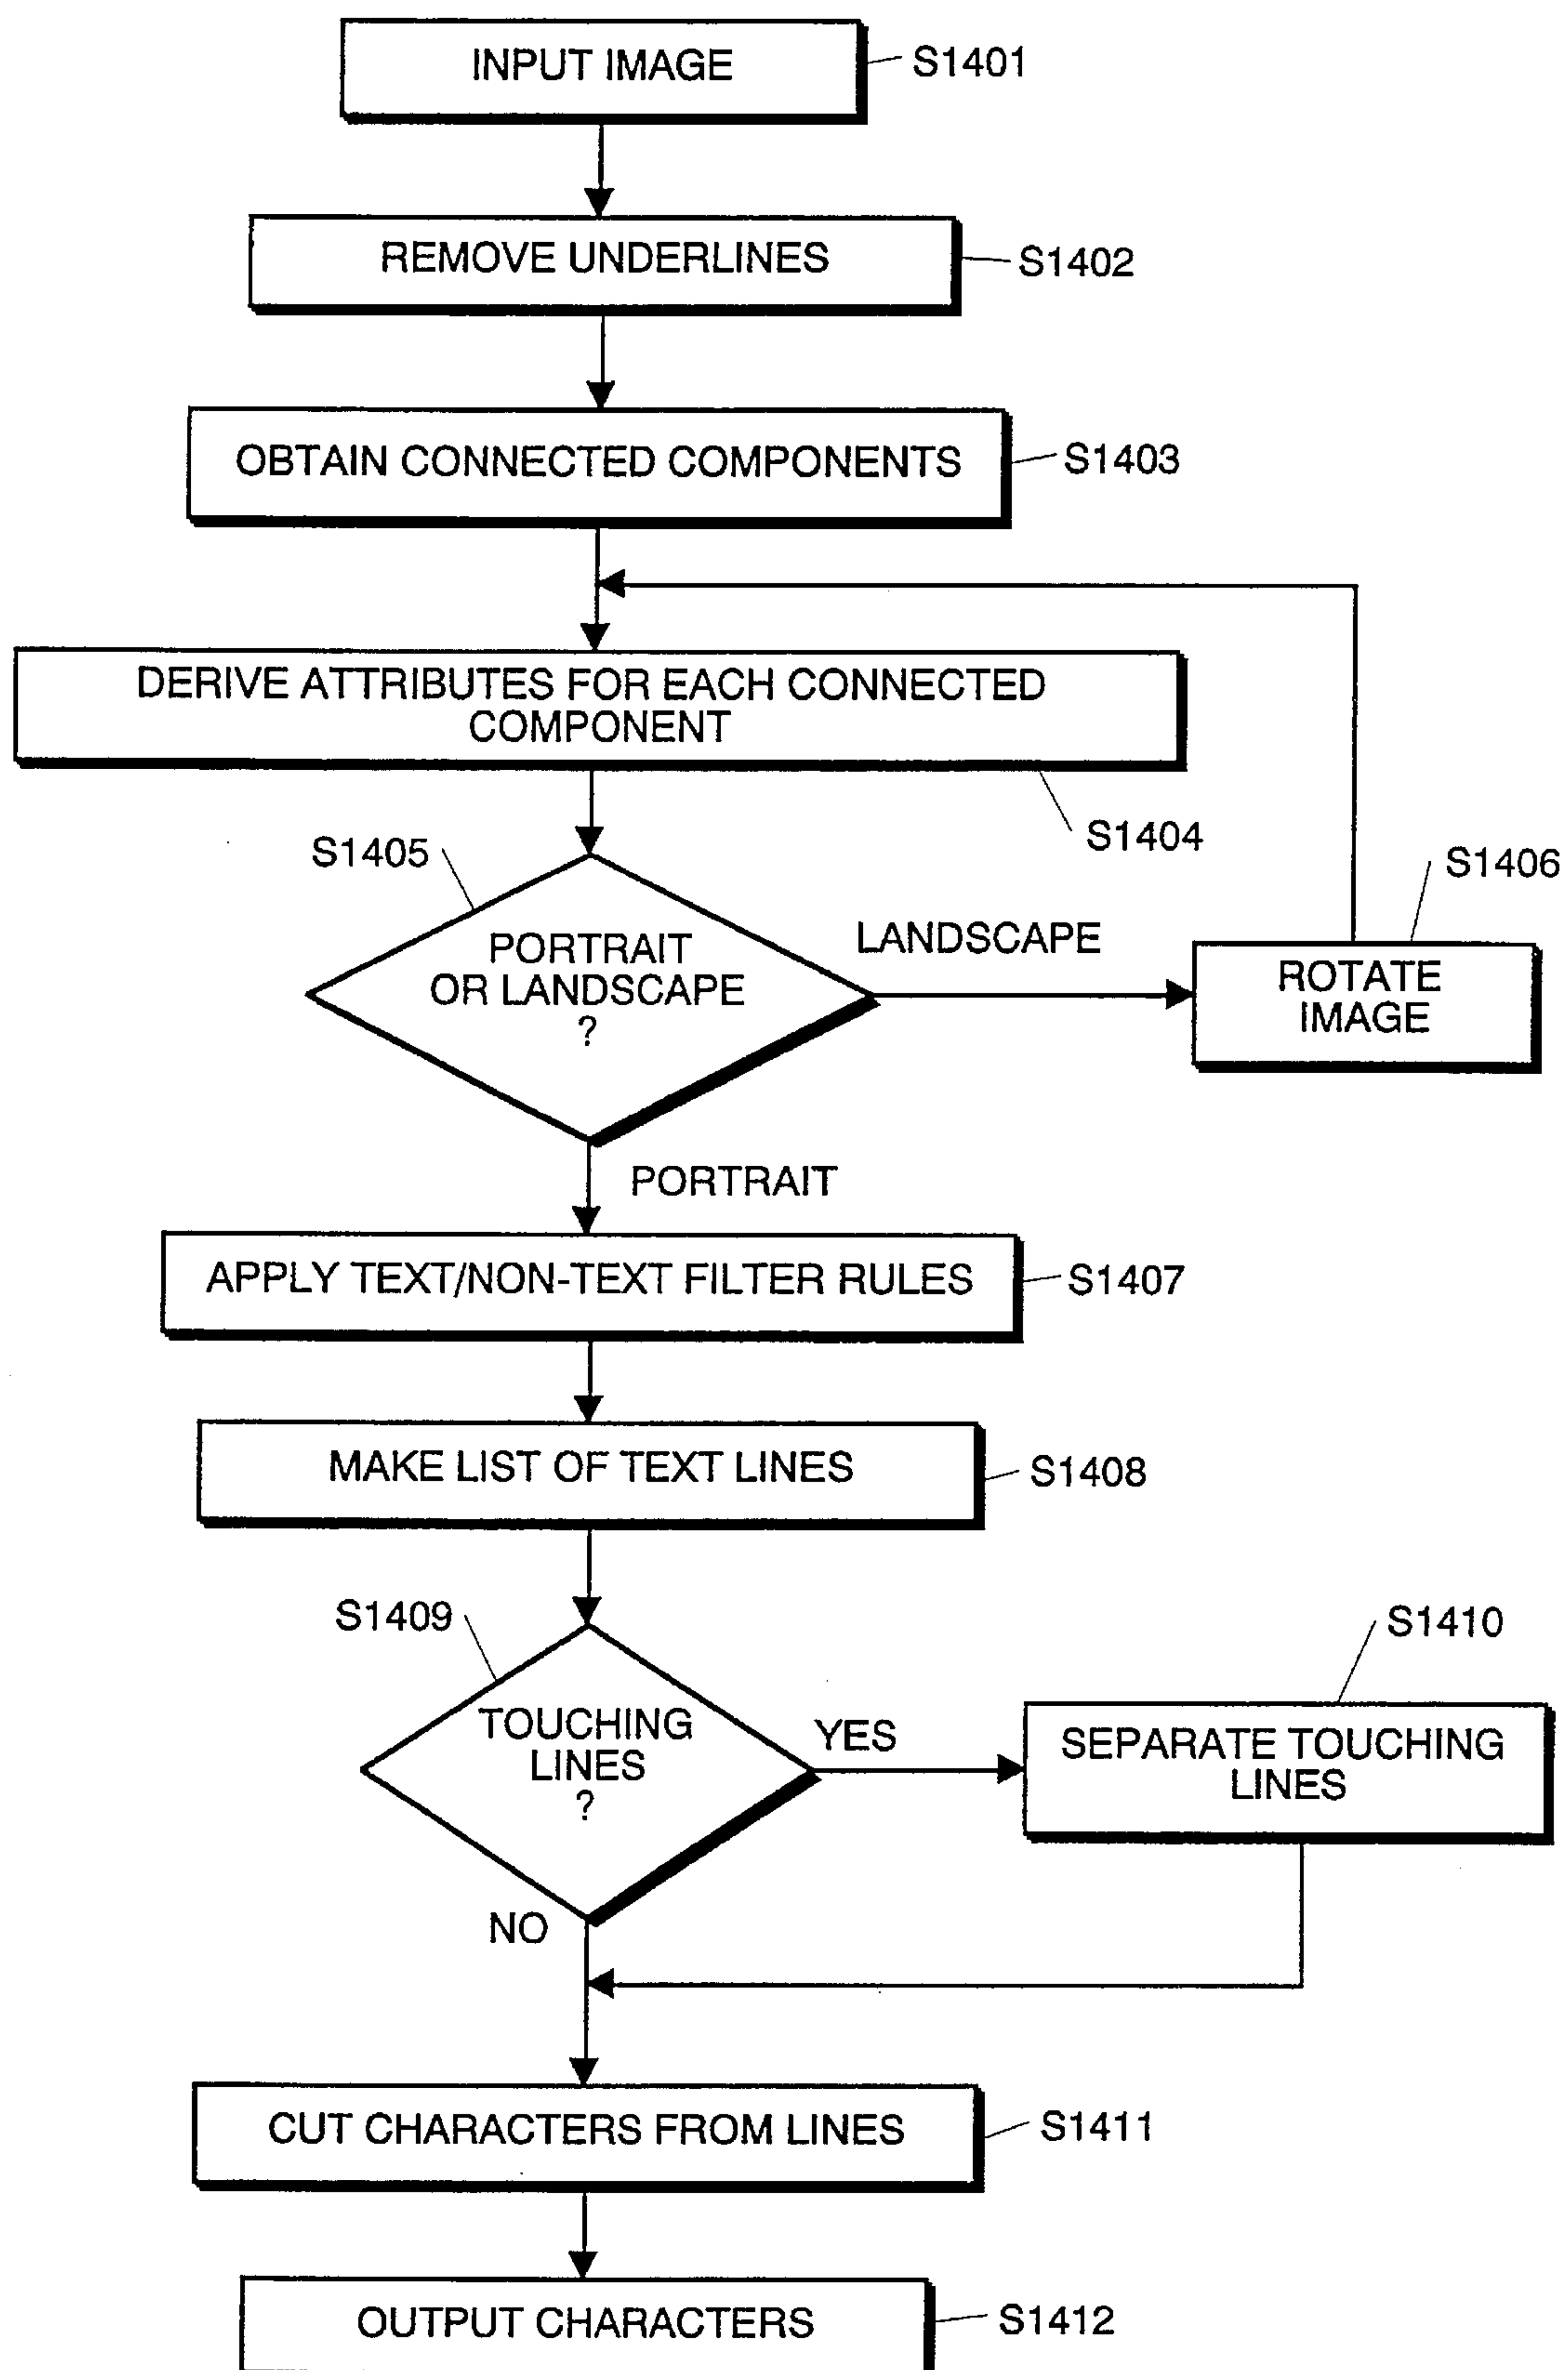 INPUT IMAGE
S1401
REMOVE UNDERLINES
S1402
OBTAIN CONNECTED COMPONENTS
S1403
DERIVE ATTRIBUTES FOR EACH CONNECTED
COMPONENT
S1404
S1405
PORTRAIT
OR LANDSCAPE
?
LANDSCAPE
S1406
ROTATE
IMAGE
PORTRAIT
APPLY TEXT/NON-TEXT FILTER RULES
S1407
MAKE LIST OF TEXT LINES
S1408
S1409
TOUCHING
LINES
?
YES
S1410
SEPARATE TOUCHING
LINES
NO
CUT CHARACTERS FROM LINES
S1411
OUTPUT CHARACTERS
S1412